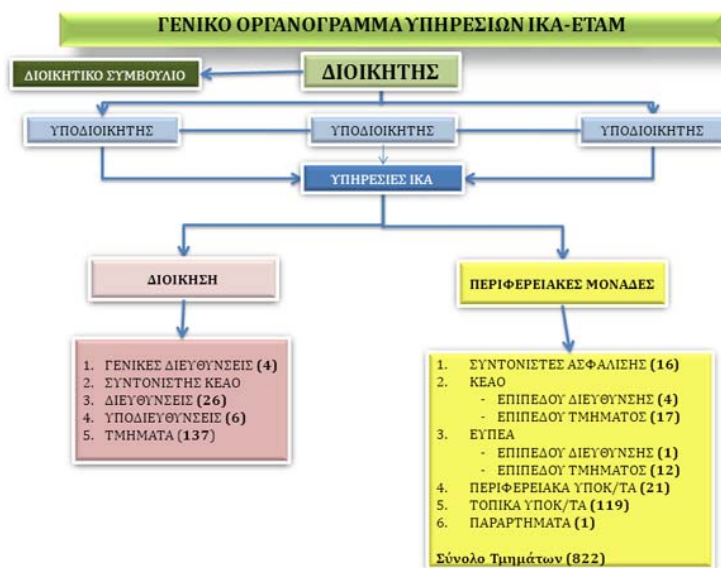 ΓΕΝΙΚΟ ΟΡΓΑΝΟΓΡΑΜΜΑ ΥΠΗΡΕΣΙΩΝ ΙΚΑ-ΕΤΑΜ
ΔΙΟΙΚΗΤΙΚΟ ΣΥΜΒΟΥΛΙΟ
ΔΙΟΙΚΗΤΗΣ
ΥΠΟΔΙΟΙΚΗΤΗΣ
ΥΠΟΔΙΟΙΚΗΤΗΣ
ΥΠΟΔΙΟΙΚΗΤΗΣ
ΥΠΗΡΕΣΙΕΣ ΙΚΑ
ΔΙΟΙΚΗΣΗ
1. ΓΕΝΙΚΕΣ ΔΙΕΥΘΥΝΣΕΙΣ (4)
2. ΣΥΝΤΟΝΙΣΤΗΣ ΚΕΑΟ
3. ΔΙΕΥΘΥΝΣΕΙΣ (26)
4. ΥΠΟΔΙΕΥΘΥΝΣΕΙΣ (6)
5. ΤΜΗΜΑΤΑ (137)
ΠΕΡΙΦΕΡΕΙΑΚΕΣ ΜΟΝΑΔΕΣ
1. ΣΥΝΤΟΝΙΣΤΕΣ ΑΣΦΑΛΙΣΗΣ (16)
2. ΚΕΑΟ
- ΕΠΙΠΕΔΟΥ ΔΙΕΥΘΥΝΣΗΣ (4)
- ΕΠΙΠΕΔΟΥ ΤΜΗΜΑΤΟΣ (17)
3. ΕΥΠΕΑ
- ΕΠΙΠΕΔΟΥ ΔΙΕΥΘΥΝΣΗΣ (1)
- ΕΠΙΠΕΔΟΥ ΤΜΗΜΑΤΟΣ (12)
4. ΠΕΡΙΦΕΡΕΙΑΚΑ ΥΠΟΚ/ΤΑ (21)
5. ΤΟΠΙΚΑ ΥΠΟΚ/ΤΑ (119)
6. ΠΑΡΑΡΤΗΜΑΤΑ (1)
Σύνολο Τμημάτων (822)